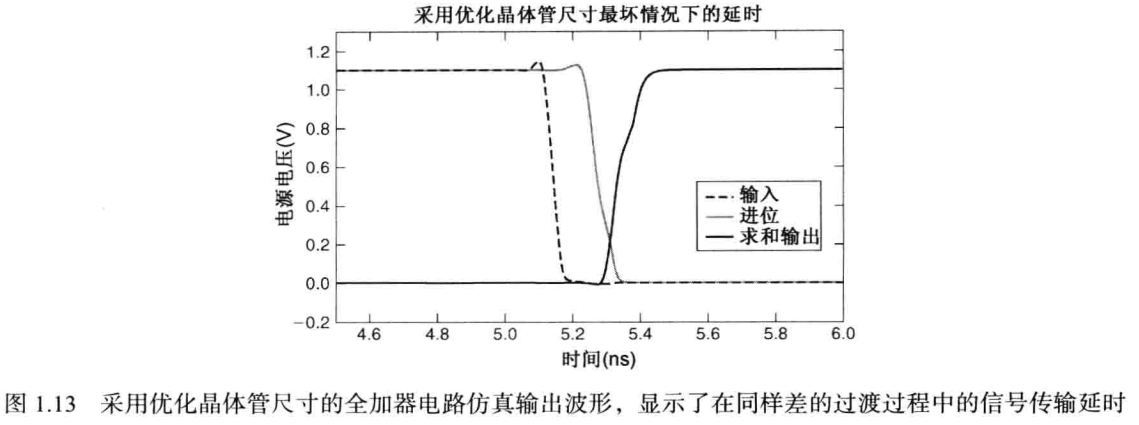 采用优化晶体管尺寸最坏情况下的延时
1.2
1.0
0.8
0.6
0.4
0.2
0.0
−0.2
电源电压(V)
输入
进位
求和输出
4.6 4.8 5.0 5.2 5.4 5.6 5.8 6.0
时间(ns)
图 1.13 采用优化晶体管尺寸的全加器电路仿真输出波形，显示了在同样差的过渡过程中的信号传输延时